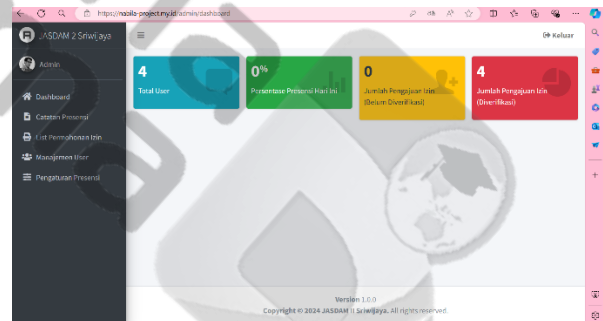 https://nabila-project.my.id/admin/dashboard
JASDAM 2 Sriwijaya
Keluar
Admin
Dashboard
Catatan Presensi
List Permohonan Izin
Manajemen User
Pengaturan Presensi
4
Total User
0%
Persentase Presensi Hari Ini
0
Jumlah Pengajuan Izin
(Belum Diverifikasi)
4
Jumlah Pengajuan Izin
(Diverifikasi)
Version 1.0.0
Copyright © 2024 JASDAM II Sriwijaya. All rights reserved.